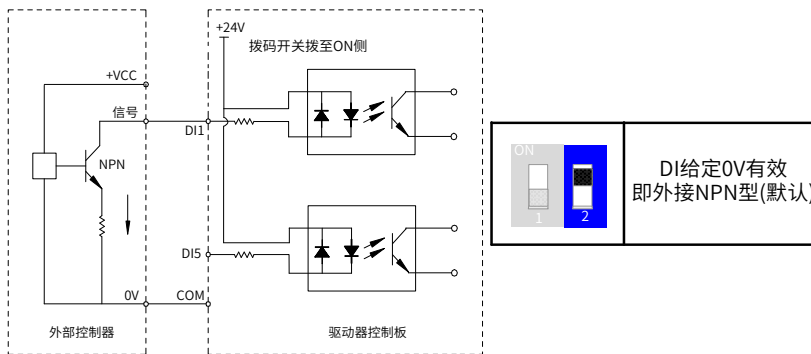 +24V
拨码开关拨至ON侧
+VCC
信号
DI1
NPN
DI5
0V
COM
外部控制器
驱动器控制板
ON
1
2
DI给定0V有效
即外接NPN型(默认)